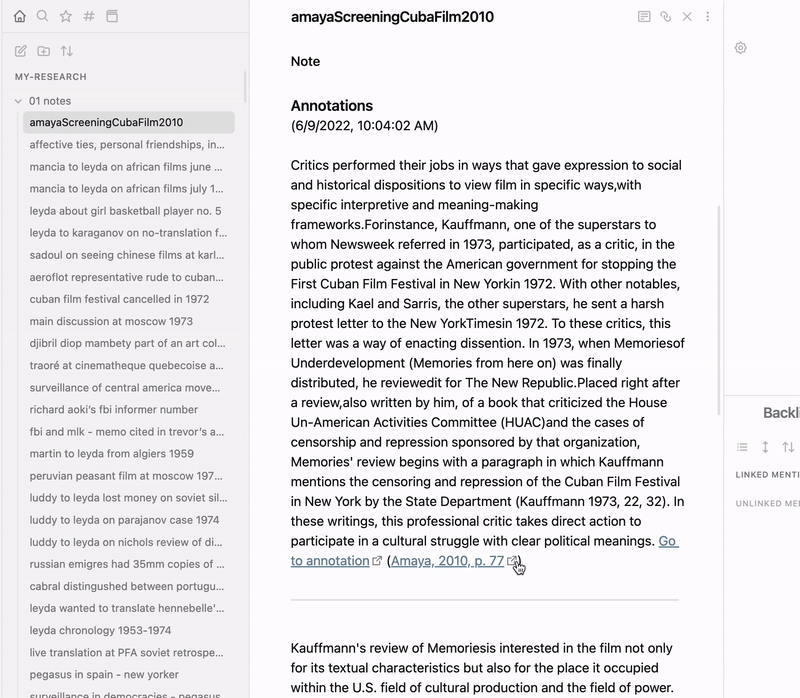 amayaScreeningCubaFilm2010
MY-RESEARCH
01 notes
amayaScreeningCubaFilm2010
affective ties, personal friendships, in...
mancia to leyda on african films june ...
mancia to leyda on african films july 1...
leyda about girl basketball player no. 5
leyda to karaganov on no-translation f...
sadoul on seeing chinese films at karl...
aeroflot representative rude to cuban...
cuban film festival cancelled in 1972
main discussion at moscow 1973
djibril diop mambety part of an art col...
traoré at cinematheque quebecoise a...
surveillance of central america move...
richard aoki's fbi informer number
fbi and mlk - memo cited in trevor's a...
martin to leyda from algiers 1959
peruvian peasant film at moscow 197...
luddy to leyda lost money on soviet sil...
luddy to leyda on parajanov case 1974
luddy to leyda on nichols review of di...
russian emigres had 35mm copies of ...
cabral distingushed between portugu...
leyda wanted to translate hennebelle'...
leyda chronology 1953-1974
live translation at PFA soviet retrospe...
pegasus in spain - new yorker
surveillance in democracies - pegasus
Note
Annotations
(6/9/2022, 10:04:02 AM)
Critics performed their jobs in ways that gave expression to social
and historical dispositions to view film in specific ways,with
specific interpretive and meaning-making
frameworks.Forinstance, Kauffmann, one of the superstars to
whom Newsweek referred in 1973, participated, as a critic, in the
public protest against the American government for stopping the
First Cuban Film Festival in New Yorkin 1972. With other notables,
including Kael and Sarris, the other superstars, he sent a harsh
protest letter to the New YorkTimesin 1972. To these critics, this
letter was a way of enacting dissention. In 1973, when Memoriesof
Underdevelopment (Memories from here on) was finally
distributed, he reviewedit for The New Republic.Placed right after
a review,also written by him, of a book that criticized the House
Un-American Activities Committee (HUAC)and the cases of
censorship and repression sponsored by that organization,
Memories' review begins with a paragraph in which Kauffmann
mentions the censoring and repression of the Cuban Film Festival
in New York by the State Department (Kauffmann 1973, 22, 32). In
these writings, this professional critic takes direct action to
participate in a cultural struggle with clear political meanings. Go
to annotation (Amaya, 2010, p. 77)
Kauffmann's review of Memoriesis interested in the film not only
for its textual characteristics but also for the place it occupied
within the U.S. field of cultural production and the field of power.
Backli
LINKED MENTI
UNLINKED MEN